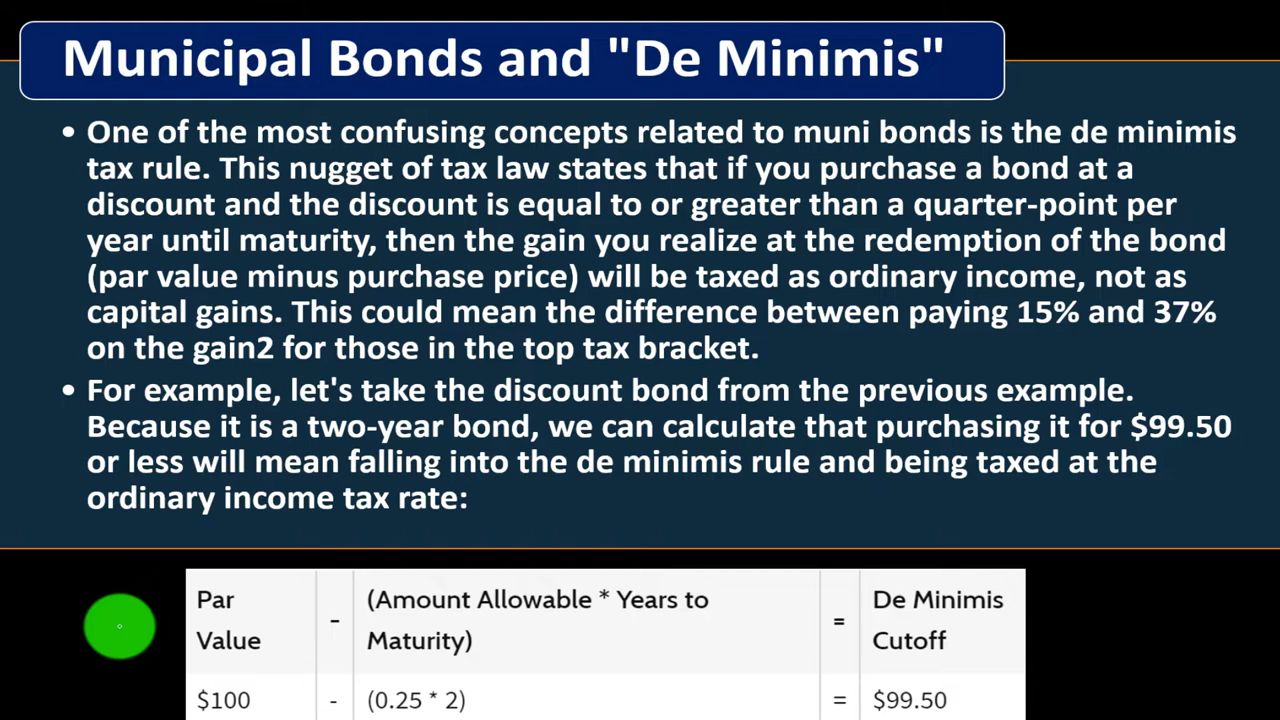 Municipal Bonds and "De Minimis"
• One of the most confusing concepts related to muni bonds is the de minimis
tax rule. This nugget of tax law states that if you purchase a bond at a
discount and the discount is equal to or greater than a quarter-point per
year until maturity, then the gain you realize at the redemption of the bond
(par value minus purchase price) will be taxed as ordinary income, not as
capital gains. This could mean the difference between paying 15% and 37%
on the gain2 for those in the top tax bracket.
• For example, let's take the discount bond from the previous example.
Because it is a two-year bond, we can calculate that purchasing it for $99.50
or less will mean falling into the de minimis rule and being taxed at the
ordinary income tax rate:
Par Value - (Amount Allowable * Years to Maturity) = De Minimis Cutoff
$100 - (0.25 * 2) = $99.50